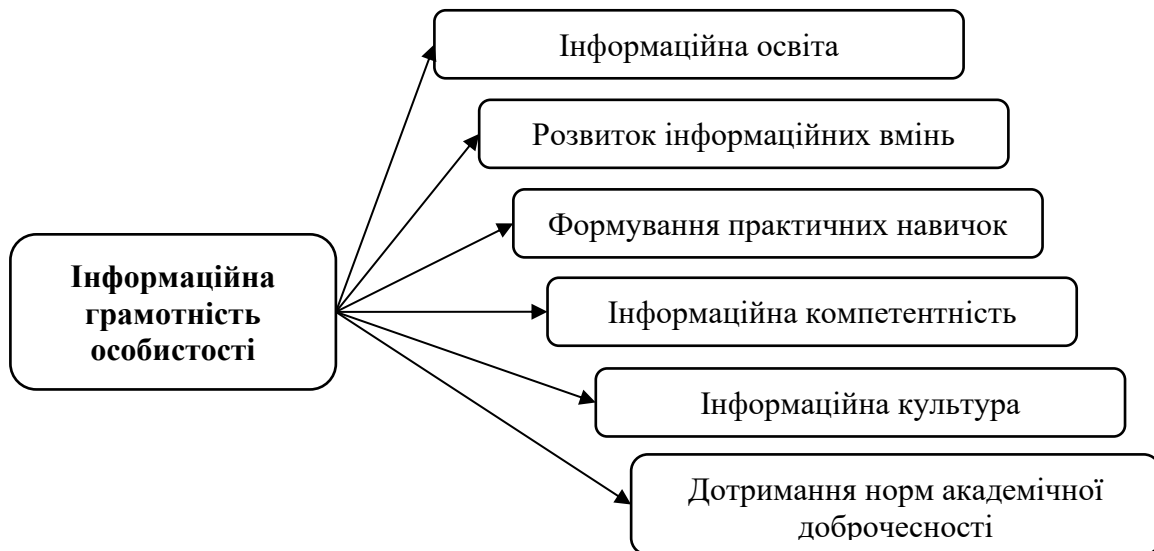 Інформаційна освіта
Розвиток інформаційних вмінь
Формування практичних навичок
Інформаційна
грамотність
особистості
Інформаційна компетентність
Інформаційна культура
Дотримання норм академічної
доброчесності